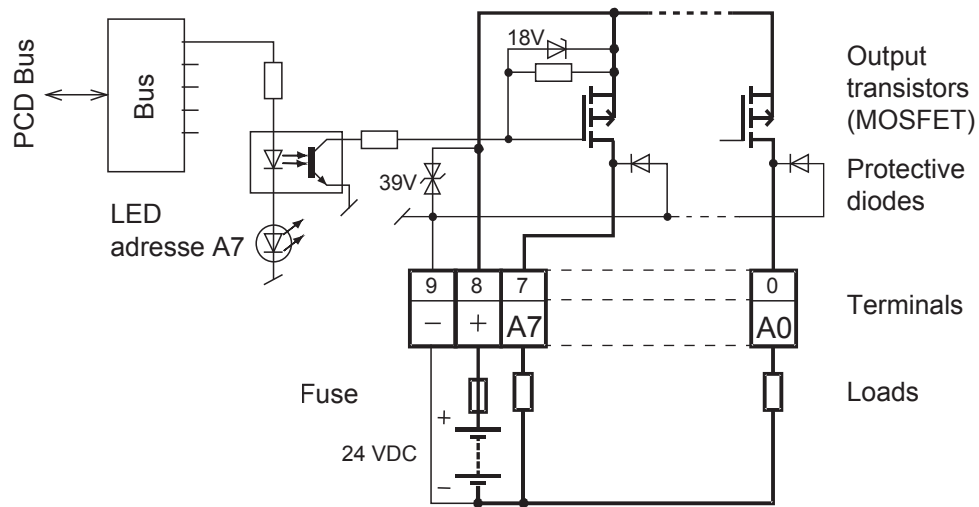 PCD Bus
Bus
18V
Output
transistors
(MOSFET)
39V
Protective
diodes
LED
adresse A7
9
8
7
0
−
+
A7
A0
Terminals
Fuse
Loads
+
24 VDC
−